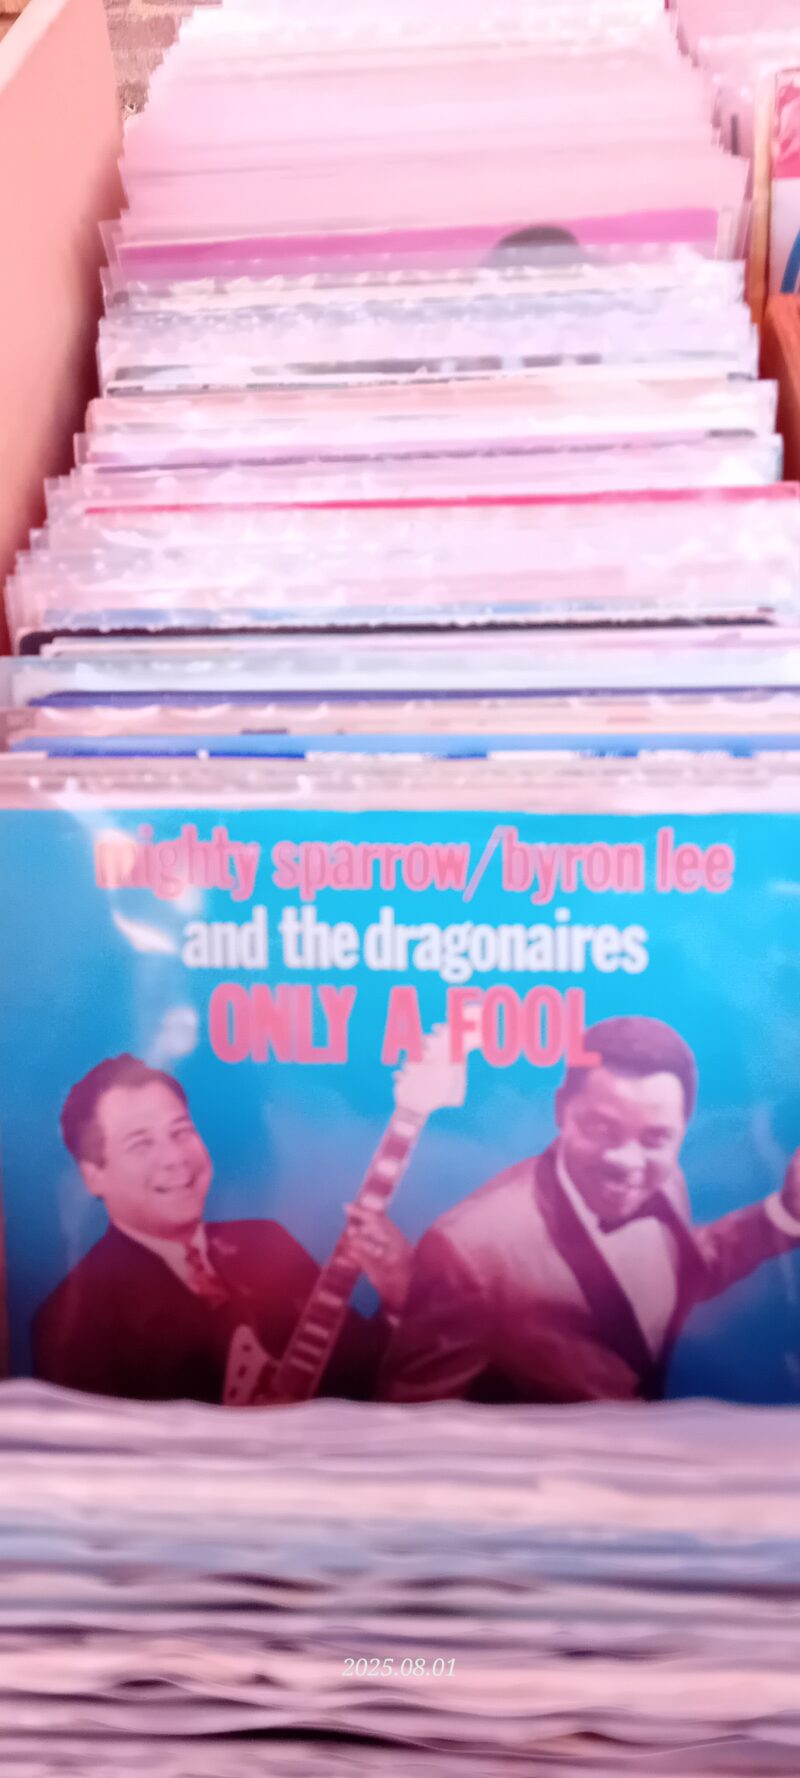 mighty sparrow/byron lee
and the dragonaires
ONLY A FOOL
2025.08.01